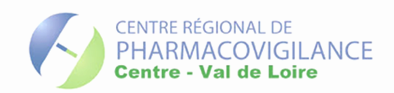 CENTRE RÉGIONAL DE
PHARMACOVIGILANCE
Centre - Val de Loire